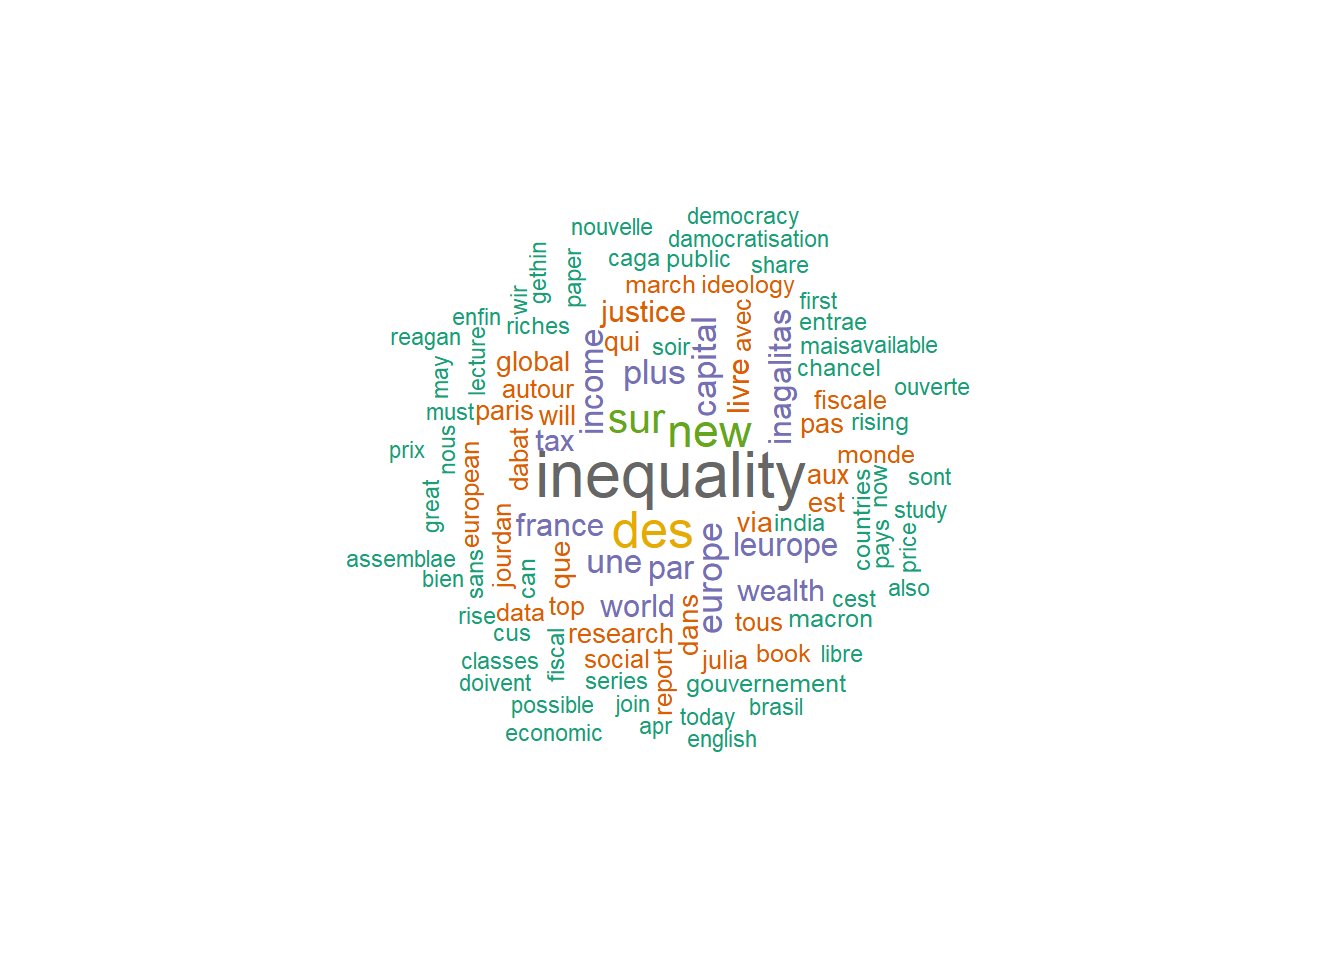 democracy
nouvelle
damocratisation
caga public
share
gethin
paper
wir
march ideology
first
justice
avec
entrae
enfin
riches
reagan
lecture
income
qui
soir
capital
inagalitas
mais available
may
global
plus
livre
chancel
autour
fiscale
ouverte
must
paris
will
sur
new
pas
rising
prix
nous
dabat
tax
monde
european
inequality
aux
now
sont
great
est
countries
study
jourdan
france
des
via
india
pays
price
assemblae
europe
leurope
bien
sans
can
que
une
par
also
wealth
cest
rise
data
top
world
dans
tous
macron
cus
fiscal
research
classes
social
report
julia
book
libre
doivent
series
gouvernement
possible
join
brasil
economic
apr
today
english